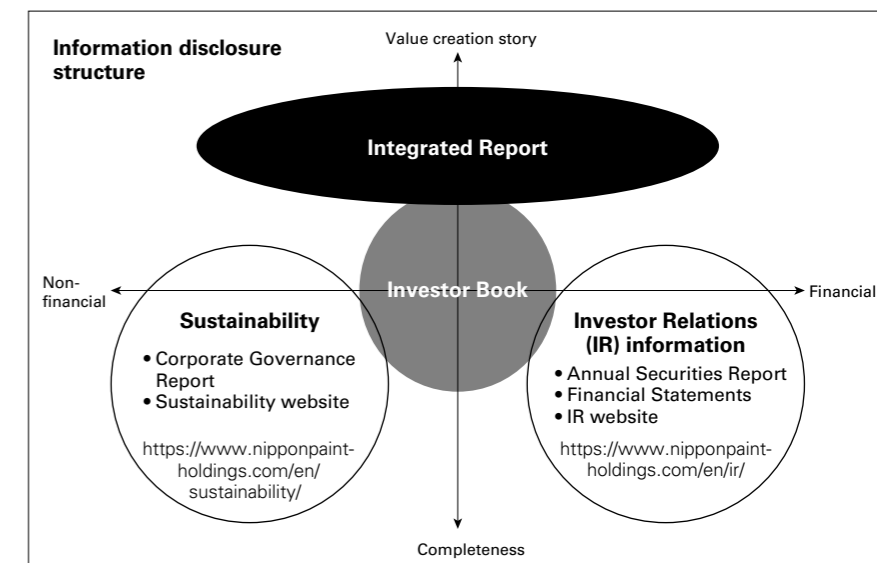 Information disclosure
structure
Value creation story
Integrated Report
Non-
financial
Investor Book
Financial
Sustainability
• Corporate Governance
Report
• Sustainability website
https://www.nipponpaint-
holdings.com/en/
sustainability/
Investor Relations
(IR) information
• Annual Securities Report
• Financial Statements
• IR website
https://www.nipponpaint-
holdings.com/en/ir/
Completeness